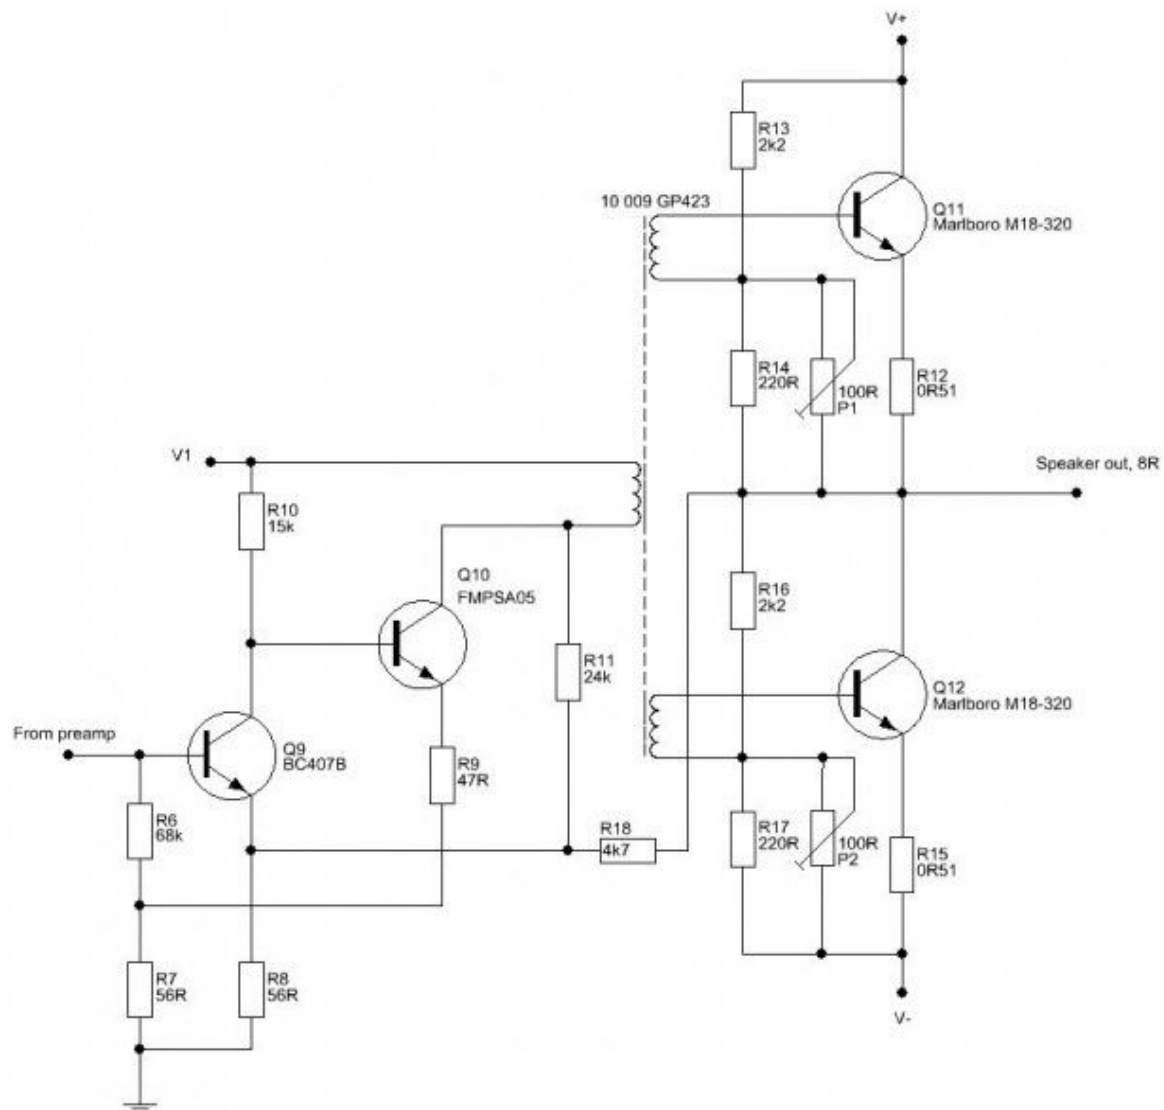 V+
R13
2k2
10 009 GP423
Q11
Marlboro M18-320
R14
220R
100R
P1
R12
0R51
V1
Speaker out, 8R
R10
15k
Q10
FMPSA05
R16
2k2
R11
24k
Q12
Marlboro M18-320
From preamp
Q9
BC407B
R9
47R
R6
68k
R18
4k7
R17
220R
100R
P2
R15
0R51
R7
56R
R8
56R
V-